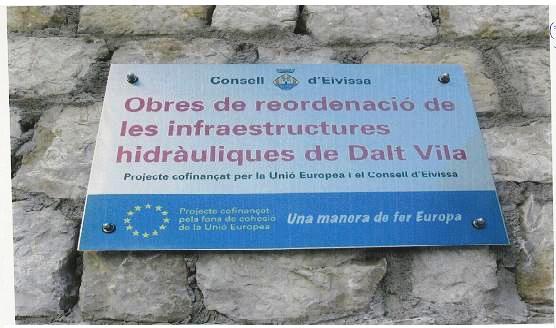 Consell d'Eivissa
Obres de reordenació de
les infraestructures
hidràuliques de Dalt Vila
Projecte cofinançat per la Unió Europea i el Consell d'Eivissa
Projecte cofinançat
pel fons de cohesió
de la Unió Europea
Una manera de fer Europa